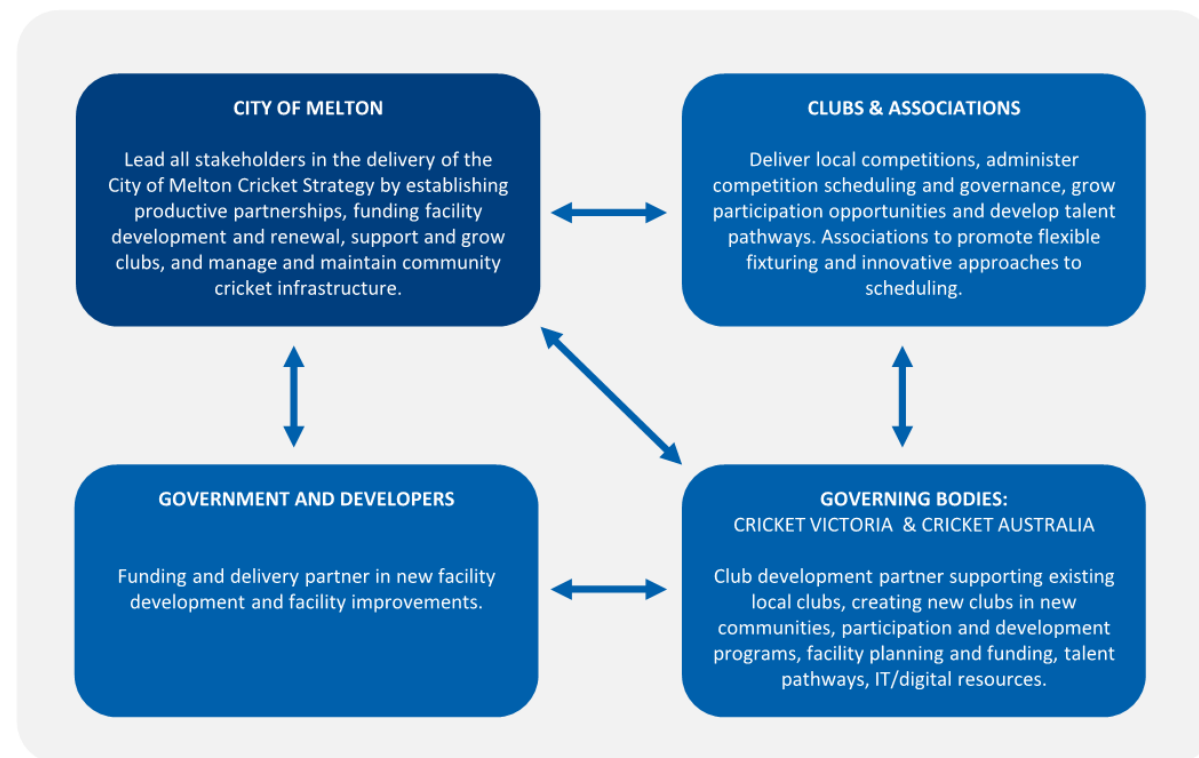 CITY OF MELTON
Lead all stakeholders in the delivery of the
City of Melton Cricket Strategy by establishing
productive partnerships, funding facility
development and renewal, support and grow
clubs, and manage and maintain community
cricket infrastructure.
CLUBS & ASSOCIATIONS
Deliver local competitions, administer
competition scheduling and governance, grow
participation opportunities and develop talent
pathways. Associations to promote flexible
fixturing and innovative approaches to
scheduling.
GOVERNMENT AND DEVELOPERS
Funding and delivery partner in new facility
development and facility improvements.
GOVERNING BODIES:
CRICKET VICTORIA & CRICKET AUSTRALIA
Club development partner supporting existing
local clubs, creating new clubs in new
communities, participation and development
programs, facility planning and funding, talent
pathways, IT/digital resources.